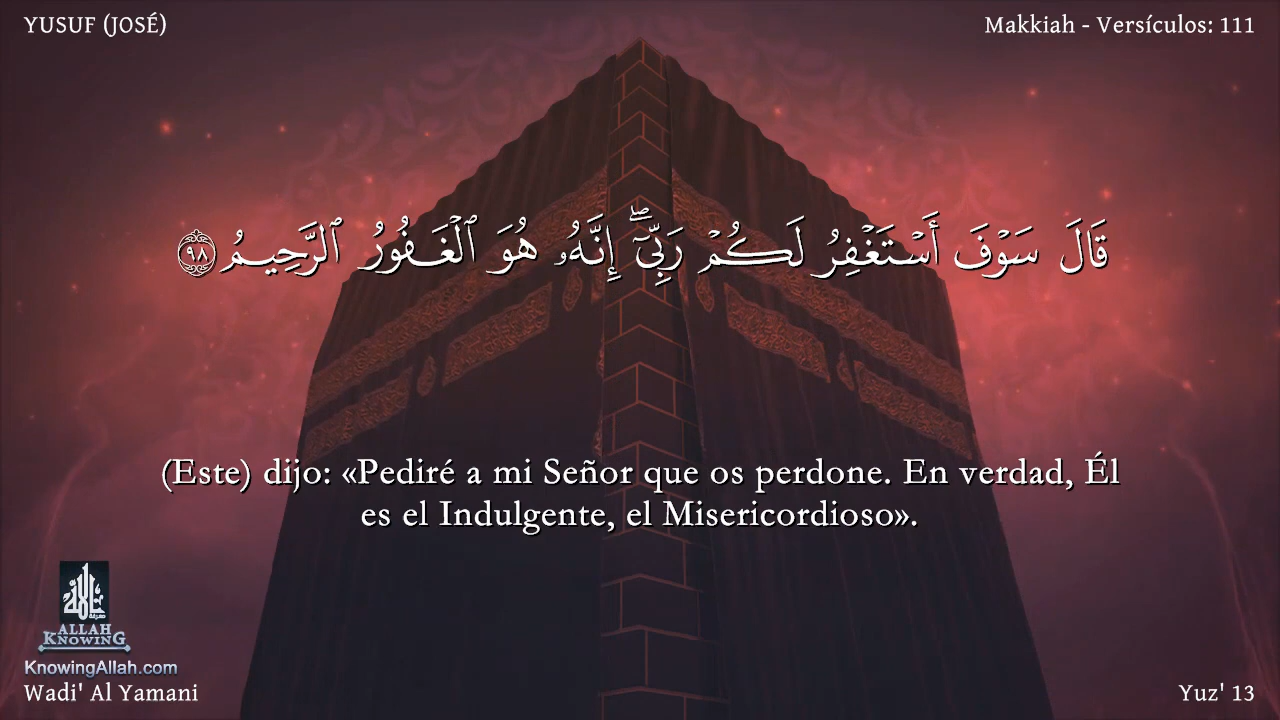 YUSUF (JOSÉ)
Makkiah - Versículos: 111
قَالَ سَوْفَ أَسْتَغْفِرُ لَكُمْ رَبِّىٓ ۖ إِنَّهُۥ هُوَ ٱلْغَفُورُ ٱلرَّحِيمُ ٩٨
(Este) dijo: «Pediré a mi Señor que os perdone. En verdad, Él
es el Indulgente, el Misericordioso».
ALLAH
KNOWING
KnowingAllah.com
Wadi' Al Yamani
Yuz' 13